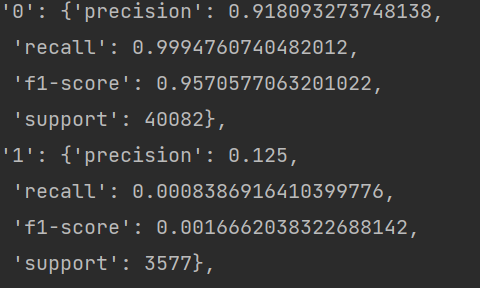 '0': {'precision': 0.918093273748138,
'recall': 0.9994760740482012,
'f1-score': 0.9570577063201022,
'support': 40082},
'1': {'precision': 0.125,
'recall': 0.0008386916410399776,
'f1-score': 0.0016662038322688142,
'support': 3577},